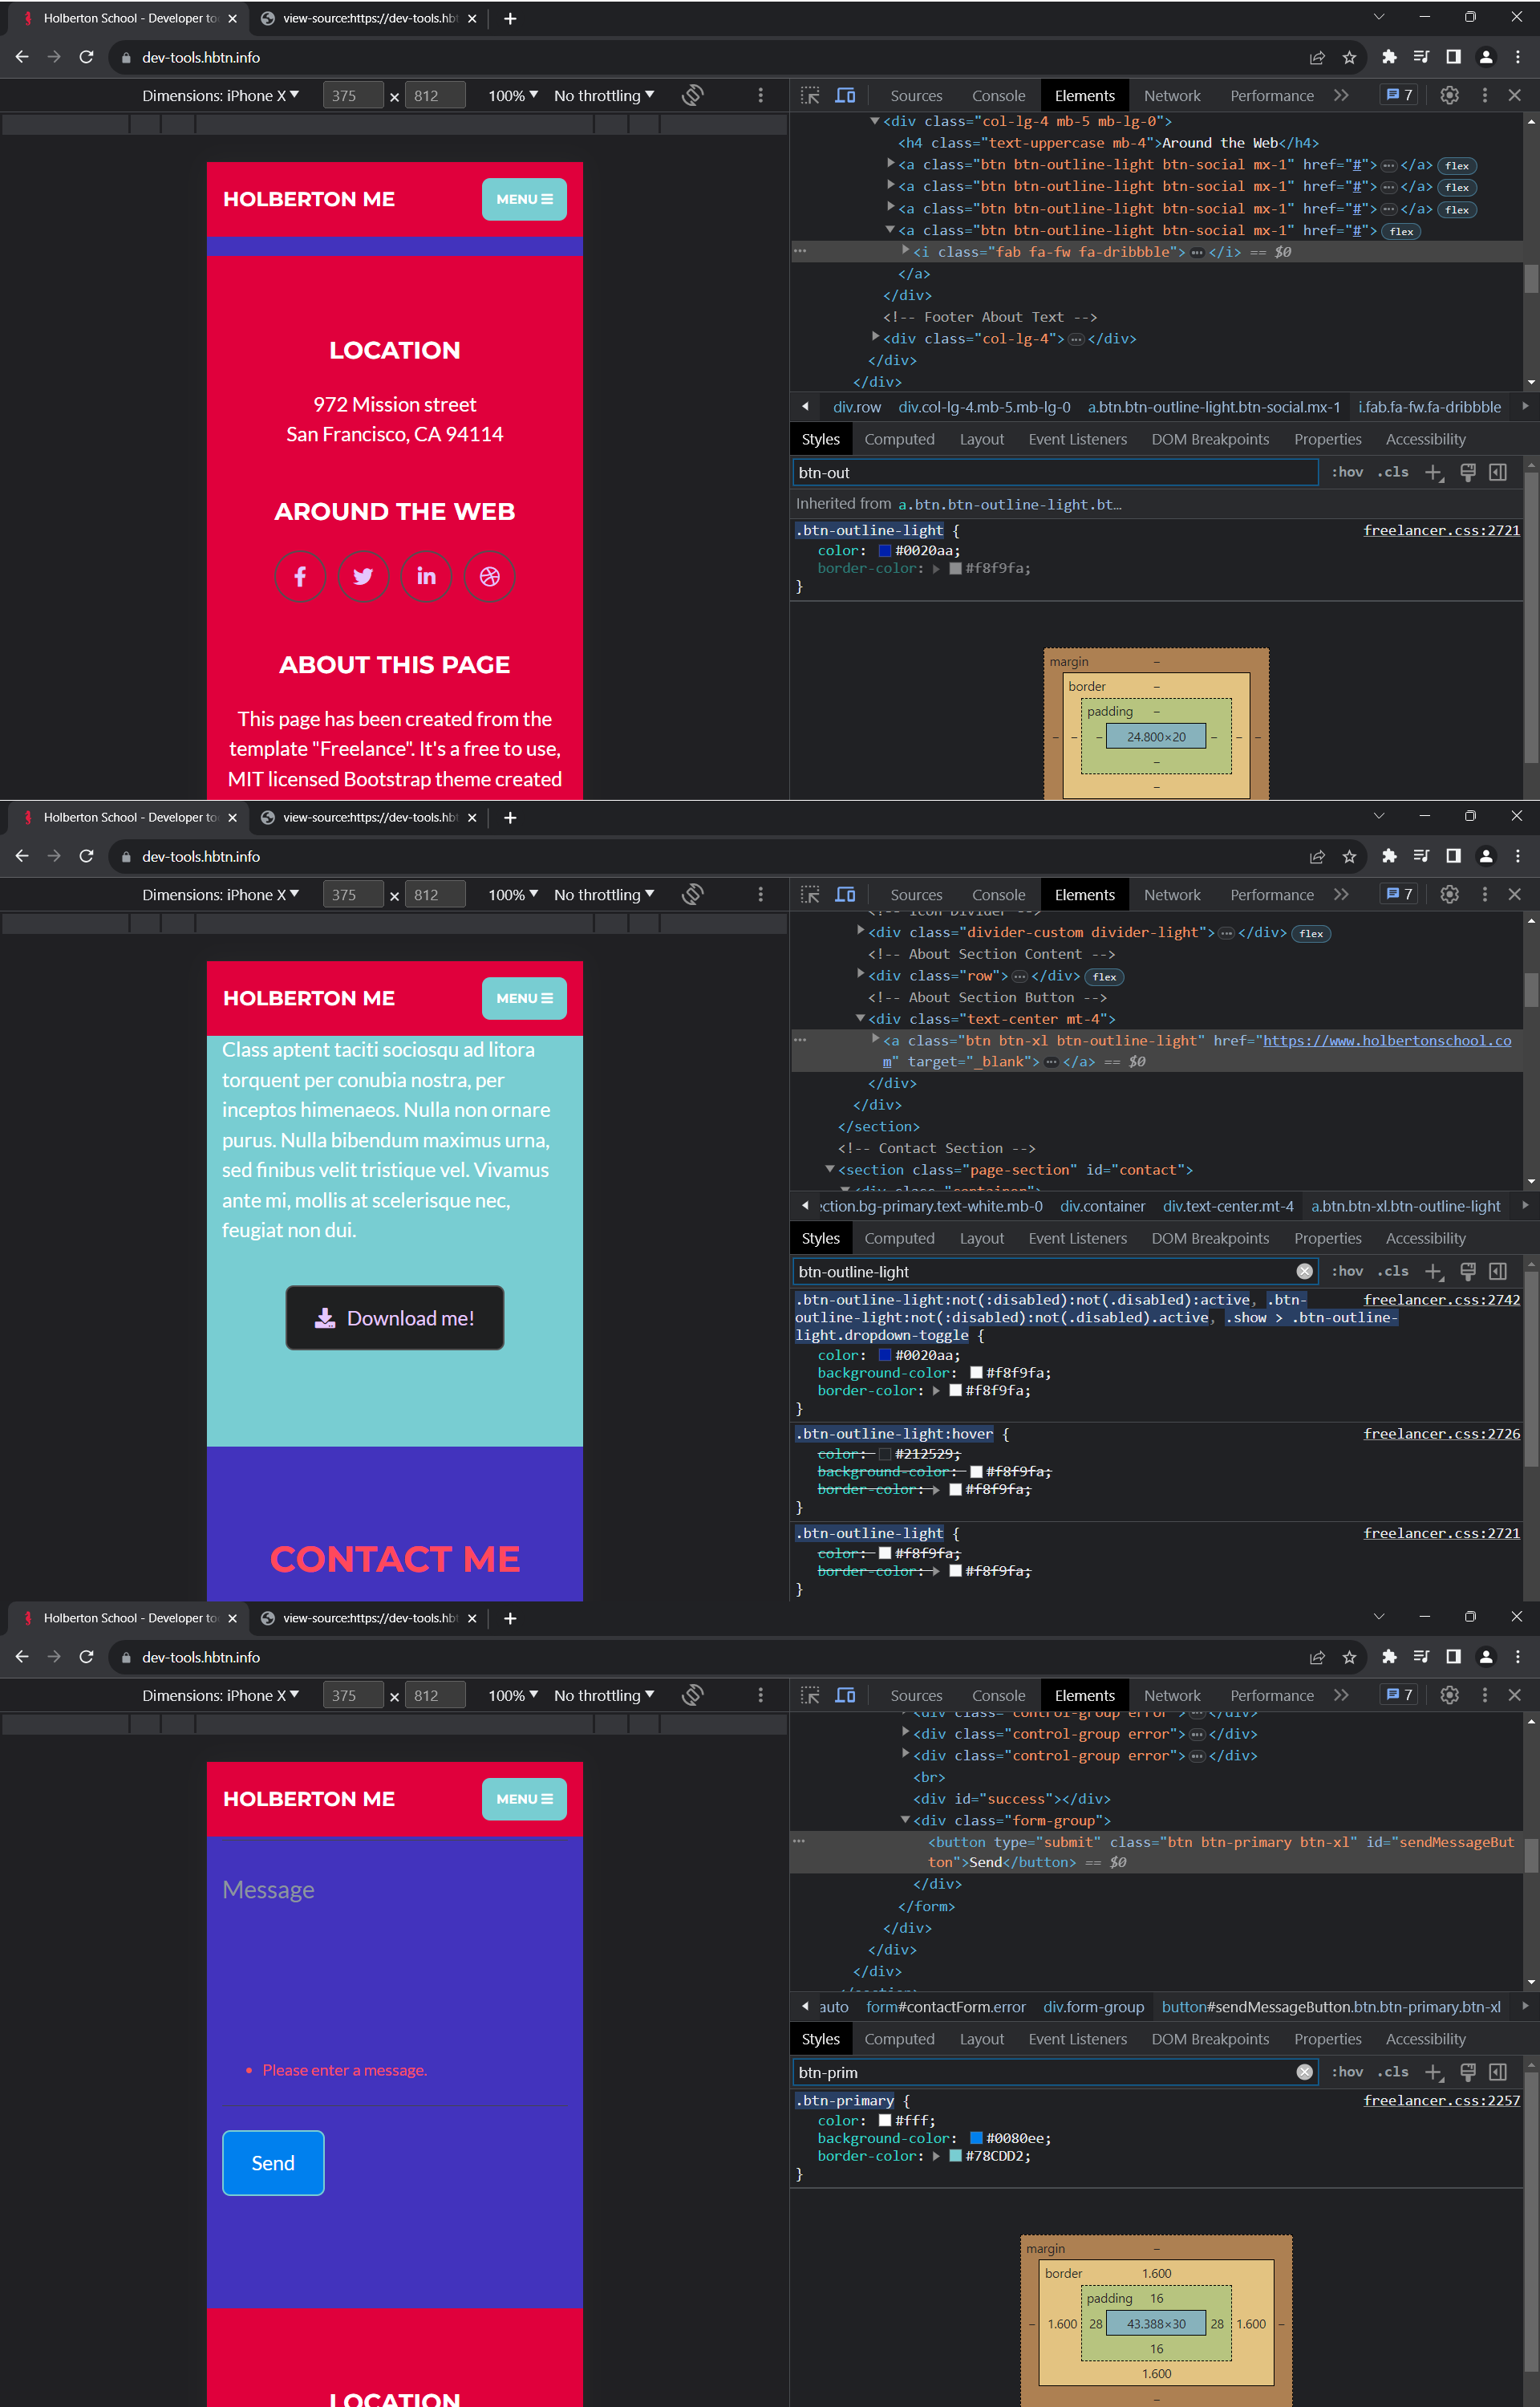 Holberton School - Developer to
view-source:https://dev-tools.hbt
dev-tools.hbtn.info
Dimensions: iPhone X 375 × 812 100% No throttling
HOLBERTON ME
MENU
LOCATION
972 Mission street
San Francisco, CA 94114
AROUND THE WEB
ABOUT THIS PAGE
This page has been created from the
template "Freelance". It's a free to use,
MIT licensed Bootstrap theme created
Sources Console Elements Network Performance 7
<div class="col-lg-4 mb-5 mb-lg-0">
<h4 class="text-uppercase mb-4">Around the Web</h4>
<a class="btn btn-outline-light btn-social mx-1" href="#">…</a> flex
<a class="btn btn-outline-light btn-social mx-1" href="#">…</a> flex
<a class="btn btn-outline-light btn-social mx-1" href="#">…</a> flex
<a class="btn btn-outline-light btn-social mx-1" href="#"> flex
… <i class="fab fa-fw fa-dribbble">…</i> == $0
</a>
</div>
<!-- Footer About Text -->
<div class="col-lg-4">…</div>
</div>
</div>
div.row div.col-lg-4.mb-5.mb-lg-0 a.btn.btn-outline-light.btn-social.mx-1 i.fab.fa-fw.fa-dribbble
Styles Computed Layout Event Listeners DOM Breakpoints Properties Accessibility
btn-out :hov .cls
Inherited from a.btn.btn-outline-light.bt…
.btn-outline-light { freelancer.css:2721
color: #0020aa;
border-color: #f8f9fa;
}
margin –
border –
padding –
– – – 24.800×20 – – –
–
–
Holberton School - Developer to
view-source:https://dev-tools.hbt
dev-tools.hbtn.info
Dimensions: iPhone X 375 × 812 100% No throttling
HOLBERTON ME
MENU
Class aptent taciti sociosqu ad litora
torquent per conubia nostra, per
inceptos himenaeos. Nulla non ornare
purus. Nulla bibendum maximus urna,
sed finibus velit tristique vel. Vivamus
ante mi, mollis at scelerisque nec,
feugiat non dui.
Download me!
CONTACT ME
Sources Console Elements Network Performance 7
<!-- Icon Divider -->
<div class="divider-custom divider-light">…</div> flex
<!-- About Section Content -->
<div class="row">…</div> flex
<!-- About Section Button -->
<div class="text-center mt-4">
… <a class="btn btn-xl btn-outline-light" href="https://www.holbertonschool.co
m" target="_blank">…</a> == $0
</div>
</div>
</section>
<!-- Contact Section -->
<section class="page-section" id="contact">
<div class="container">
ction.bg-primary.text-white.mb-0 div.container div.text-center.mt-4 a.btn.btn-xl.btn-outline-light
Styles Computed Layout Event Listeners DOM Breakpoints Properties Accessibility
btn-outline-light :hov .cls
.btn-outline-light:not(:disabled):not(.disabled):active, .btn- freelancer.css:2742
outline-light:not(:disabled):not(.disabled).active, .show > .btn-outline-
light.dropdown-toggle {
color: #0020aa;
background-color: #f8f9fa;
border-color: #f8f9fa;
}
.btn-outline-light:hover { freelancer.css:2726
color: #212529;
background-color: #f8f9fa;
border-color: #f8f9fa;
}
.btn-outline-light { freelancer.css:2721
color: #f8f9fa;
border-color: #f8f9fa;
}
Holberton School - Developer to
view-source:https://dev-tools.hbt
dev-tools.hbtn.info
Dimensions: iPhone X 375 × 812 100% No throttling
HOLBERTON ME
MENU
Message
• Please enter a message.
Send
LOCATION
Sources Console Elements Network Performance 7
<div class="control-group error">…</div>
<div class="control-group error">…</div>
<div class="control-group error">…</div>
<br>
<div id="success"></div>
<div class="form-group">
… <button type="submit" class="btn btn-primary btn-xl" id="sendMessageBut
ton">Send</button> == $0
</div>
</form>
</div>
</div>
</div>
</section>
auto form#contactForm.error div.form-group button#sendMessageButton.btn.btn-primary.btn-xl
Styles Computed Layout Event Listeners DOM Breakpoints Properties Accessibility
btn-prim :hov .cls
.btn-primary { freelancer.css:2257
color: #fff;
background-color: #0080ee;
border-color: #78CDD2;
}
margin –
border 1.600
padding 16
– 1.600 28 43.388×30 28 1.600 –
16
1.600
–